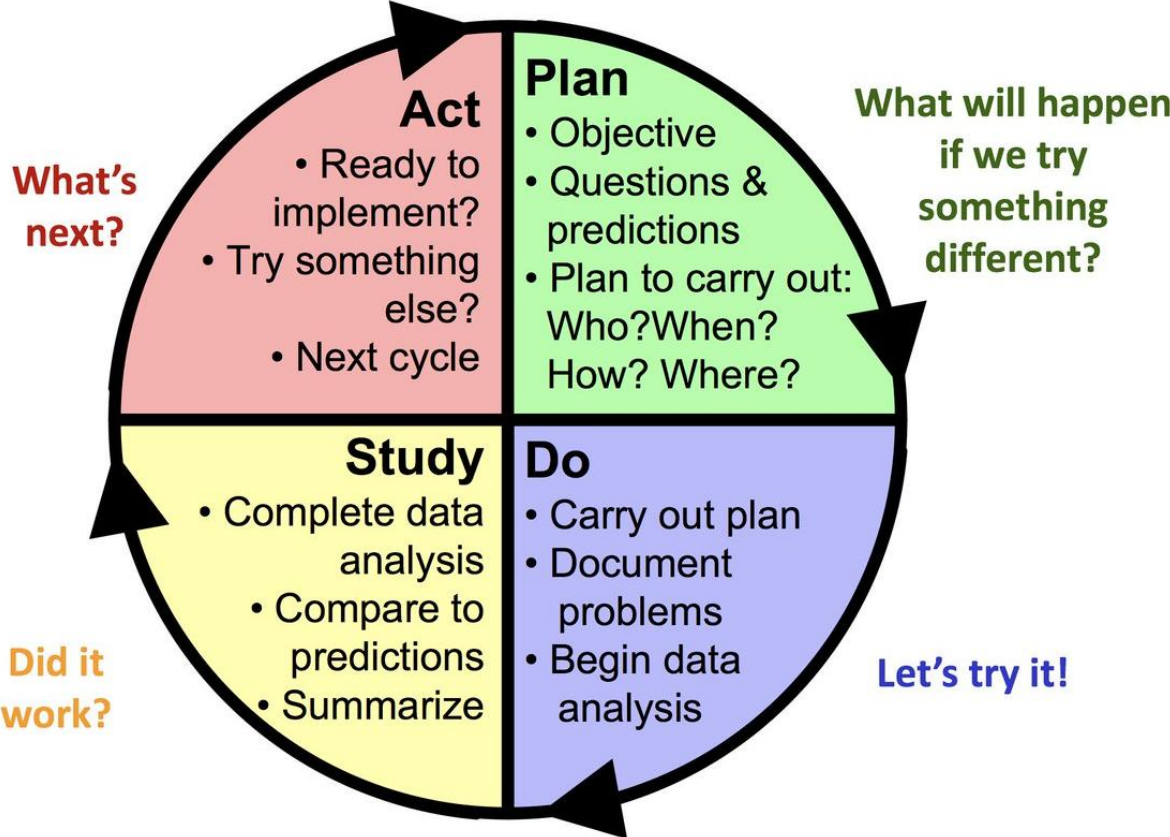 Plan
• Objective
• Questions &
predictions
• Plan to carry out:
Who?When?
How? Where?
What will happen
if we try
something
different?
Do
• Carry out plan
• Document
problems
• Begin data
analysis
Let's try it!
Study
• Complete data
analysis
• Compare to
predictions
• Summarize
Did it
work?
Act
• Ready to
implement?
• Try something
else?
• Next cycle
What's
next?